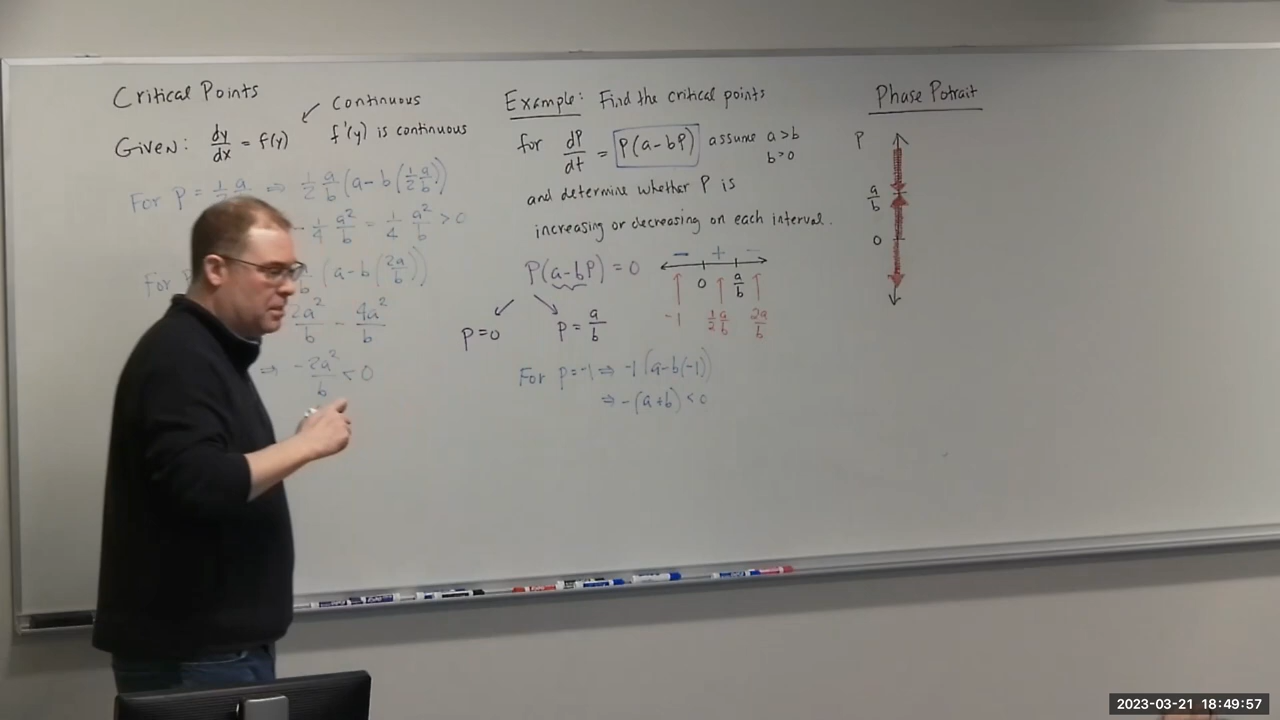 Critical Points
Continuous
Given: dy/dx = f(y)
f'(y) is continuous
For P = 1/2 a/b ⇒ 1/2 a/b (a - b(1/2 a/b))
- 1/4 a²/b = 1/4 a²/b > 0
For
(a - b(2a/b))
2a²/b - 4a²/b
⇒ -2a²/b < 0
Example: Find the critical points
for dP/dt = P(a-bP) assume a>b
b>0
and determine whether P is
increasing or decreasing on each interval.
P(a-bP) = 0
P=0
P = a/b
- + -
0 a/b
-1 1/2 a/b 2a/b
For P=-1 ⇒ -1(a-b(-1))
⇒ -(a+b) < 0
Phase Potrait
P
a/b
0
2023-03-21 18:49:57